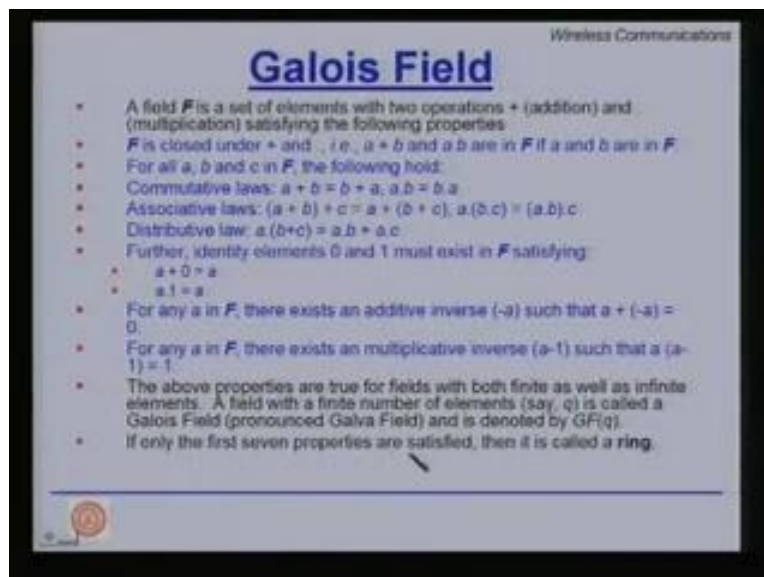 Wireless Communications
Galois Field
A field F is a set of elements with two operations + (addition) and
(multiplication) satisfying the following properties
F is closed under + and ., i.e., a + b and a.b are in F if a and b are in F.
For all a, b and c in F, the following hold:
Commutative laws: a + b = b + a, a.b = b.a
Associative laws: (a + b) + c = a + (b + c), a.(b.c) = (a.b).c
Distributive law: a.(b+c) = a.b + a.c
Further, identity elements 0 and 1 must exist in F satisfying:
a + 0 = a
a.1 = a
For any a in F, there exists an additive inverse (-a) such that a + (-a) =
0.
For any a in F, there exists an multiplicative inverse (a-1) such that a (a-
1) = 1.
The above properties are true for fields with both finite as well as infinite
elements. A field with a finite number of elements (say, q) is called a
Galois Field (pronounced Galva Field) and is denoted by GF(q).
If only the first seven properties are satisfied, then it is called a ring.